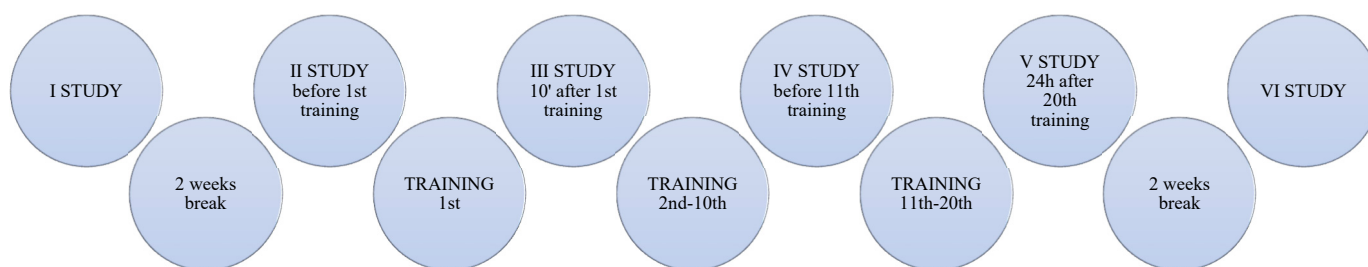 I STUDY
2 weeks
break
II STUDY
before 1st
training
TRAINING
1st
III STUDY
10' after 1st
training
TRAINING
2nd-10th
IV STUDY
before 11th
training
TRAINING
11th-20th
V STUDY
24h after
20th
training
2 weeks
break
VI STUDY